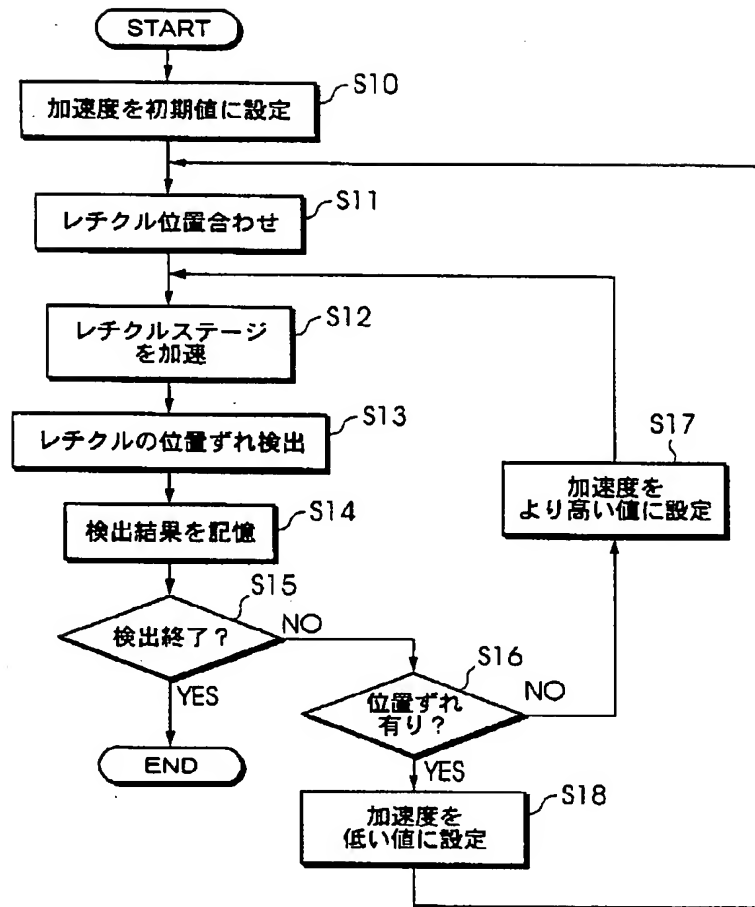 START
S10
加速度を初期値に設定
S11
レチクル位置合わせ
S12
レチクルステージ
を加速
S13
レチクルの位置ずれ検出
S14
検出結果を記憶
S15
検出終了？
NO
YES
END
S16
位置ずれ
有り？
NO
YES
S17
加速度を
より高い値に設定
S18
加速度を
低い値に設定